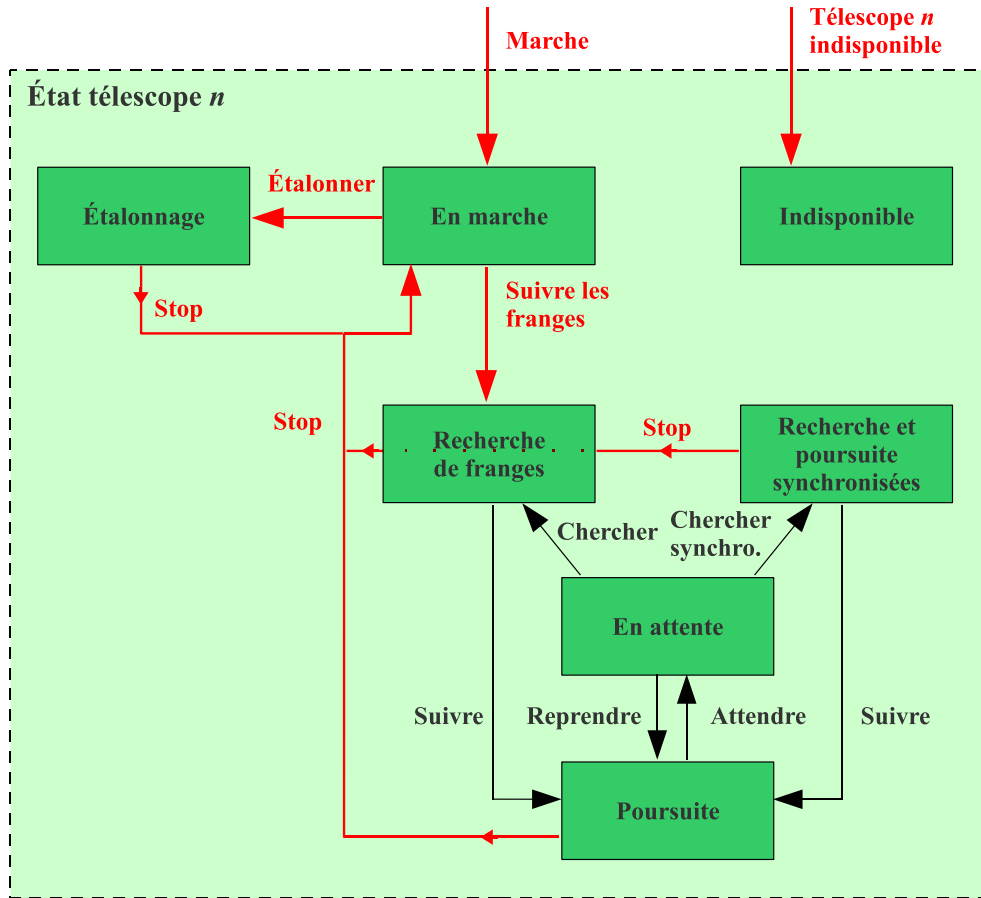 Marche
Télescope n
indisponible
État télescope n
Étalonnage
Étalonner
En marche
Indisponible
Stop
Suivre les
franges
Stop
Recherche
de franges
Stop
Recherche et
poursuite
synchronisées
Chercher
Chercher
synchro.
En attente
Suivre
Reprendre
Attendre
Suivre
Poursuite